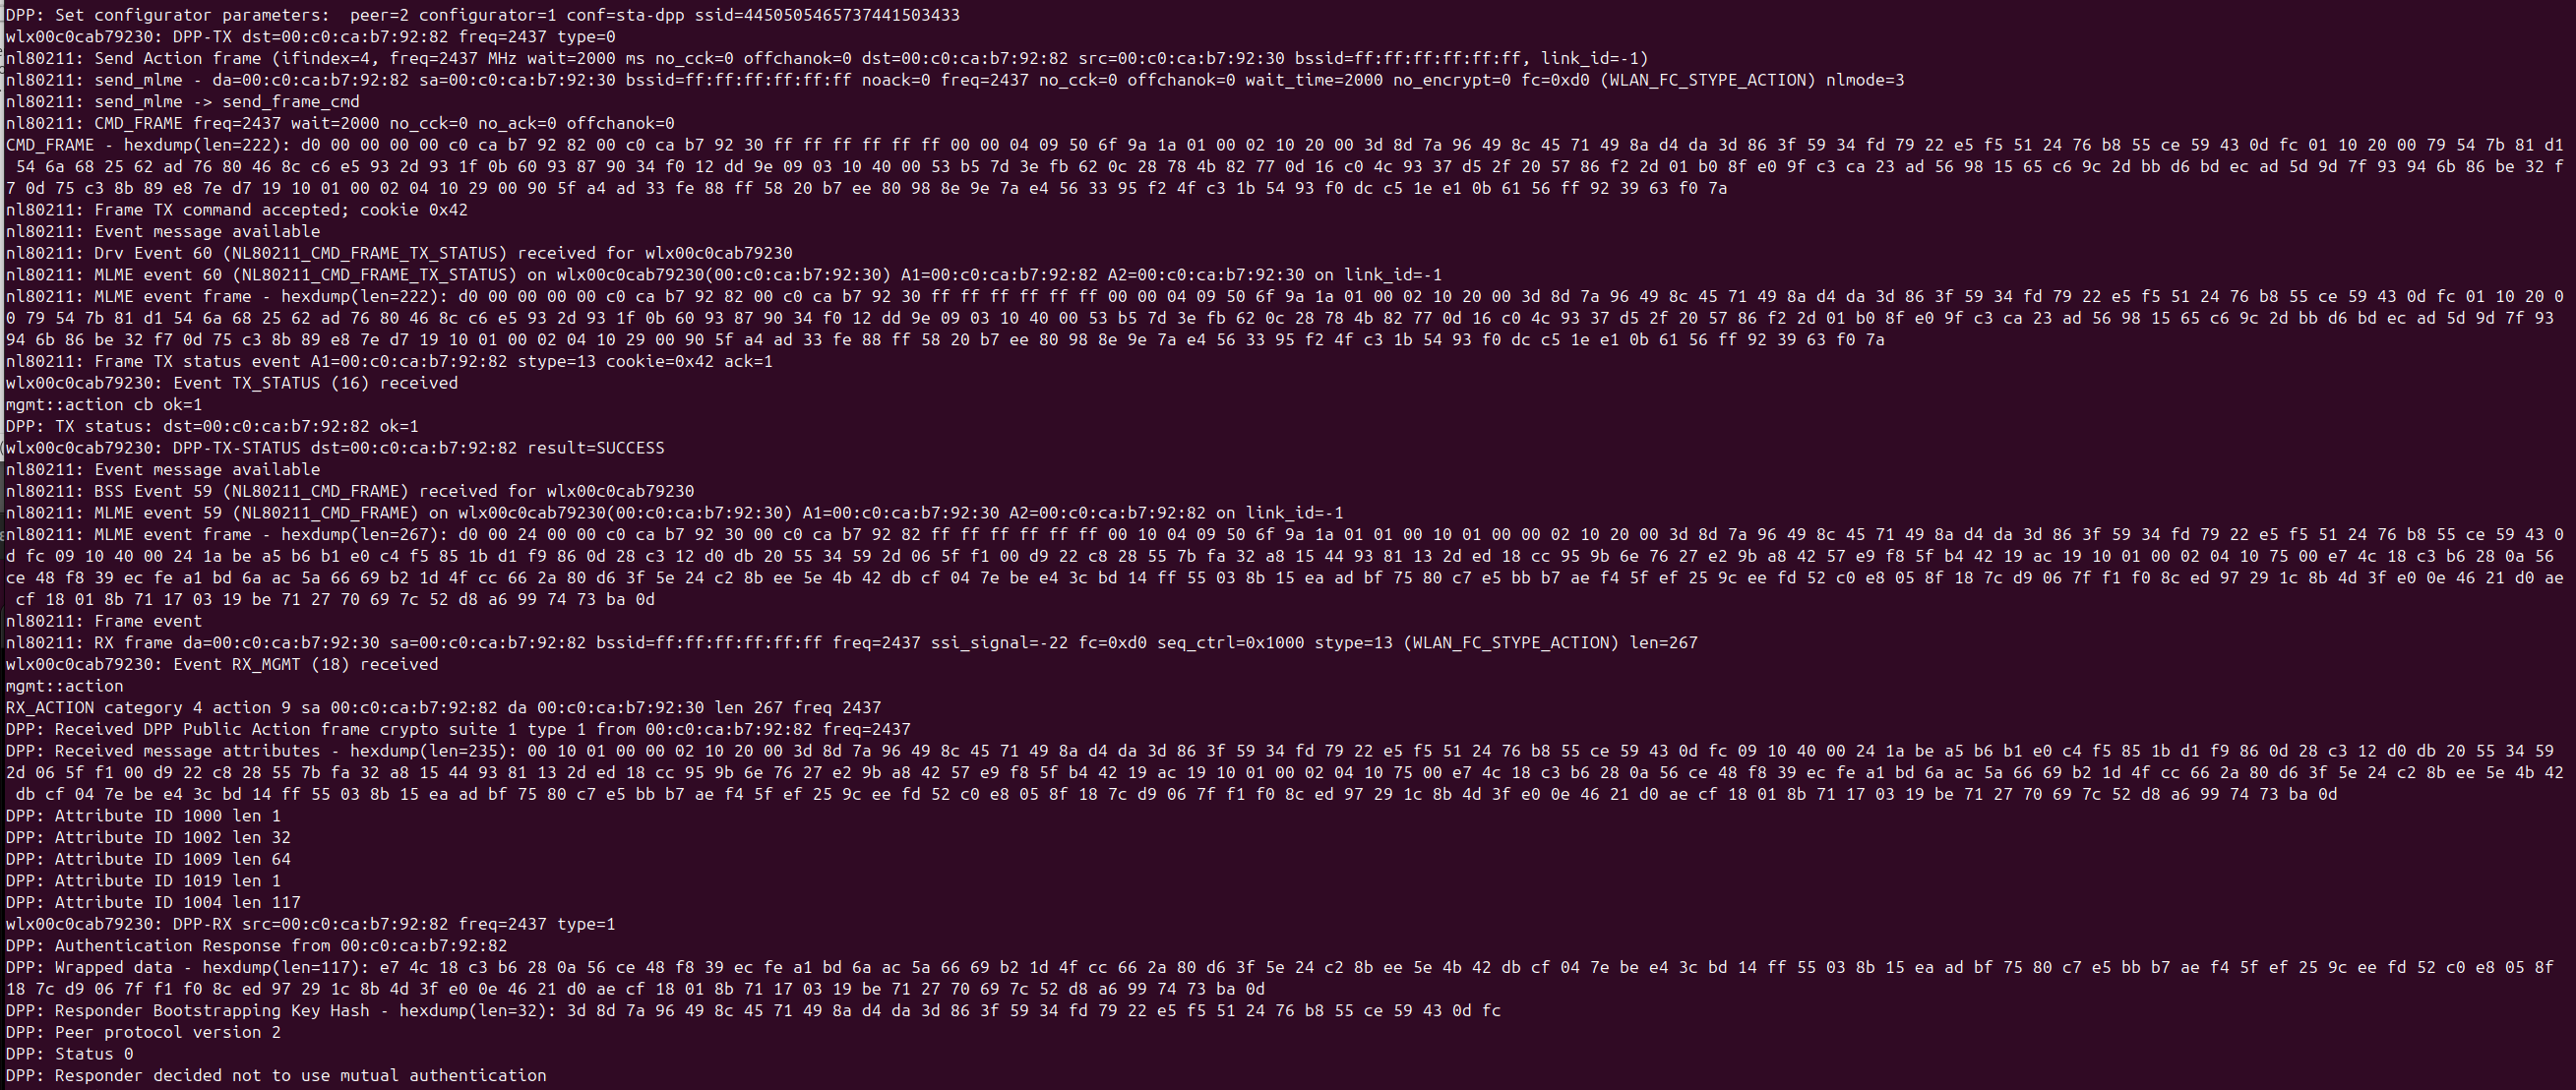 DPP: Set configurator parameters:  peer=2 configurator=1 conf=sta-dpp ssid=4450505465737441503433
wlx00c0cab79230: DPP-TX dst=00:c0:ca:b7:92:82 freq=2437 type=0
nl80211: Send Action frame (ifindex=4, freq=2437 MHz wait=2000 ms no_cck=0 offchanok=0 dst=00:c0:ca:b7:92:82 src=00:c0:ca:b7:92:30 bssid=ff:ff:ff:ff:ff:ff, link_id=-1)
nl80211: send_mlme - da=00:c0:ca:b7:92:82 sa=00:c0:ca:b7:92:30 bssid=ff:ff:ff:ff:ff:ff noack=0 freq=2437 no_cck=0 offchanok=0 wait_time=2000 no_encrypt=0 fc=0xd0 (WLAN_FC_STYPE_ACTION) nlmode=3
nl80211: send_mlme -> send_frame_cmd
nl80211: CMD_FRAME freq=2437 wait=2000 no_cck=0 no_ack=0 offchanok=0
CMD_FRAME - hexdump(len=222): d0 00 00 00 00 c0 ca b7 92 82 00 c0 ca b7 92 30 ff ff ff ff ff ff 00 00 04 09 50 6f 9a 1a 01 00 02 10 20 00 3d 8d 7a 96 49 8c 45 71 49 8a d4 da 3d 86 3f 59 34 fd 79 22 e5 f5 51 24 76 b8 55 ce 59 43 0d fc 01 10 20 00 79 54 7b 81 d1
54 6a 68 25 62 ad 76 80 46 8c c6 e5 93 2d 93 1f 0b 60 93 87 90 34 f0 12 dd 9e 09 03 10 40 00 53 b5 7d 3e fb 62 0c 28 78 4b 82 77 0d 16 c0 4c 93 37 d5 2f 20 57 86 f2 2d 01 b0 8f e0 9f c3 ca 23 ad 56 98 15 65 c6 9c 2d bb d6 bd ec ad 5d 9d 7f 93 94 6b 86 be 32 f
7 0d 75 c3 8b 89 e8 7e d7 19 10 01 00 02 04 10 29 00 90 5f a4 ad 33 fe 88 ff 58 20 b7 ee 80 98 8e 9e 7a e4 56 33 95 f2 4f c3 1b 54 93 f0 dc c5 1e e1 0b 61 56 ff 92 39 63 f0 7a
nl80211: Frame TX command accepted; cookie 0x42
nl80211: Event message available
nl80211: Drv Event 60 (NL80211_CMD_FRAME_TX_STATUS) received for wlx00c0cab79230
nl80211: MLME event 60 (NL80211_CMD_FRAME_TX_STATUS) on wlx00c0cab79230(00:c0:ca:b7:92:30) A1=00:c0:ca:b7:92:82 A2=00:c0:ca:b7:92:30 on link_id=-1
nl80211: MLME event frame - hexdump(len=222): d0 00 00 00 00 c0 ca b7 92 82 00 c0 ca b7 92 30 ff ff ff ff ff ff 00 00 04 09 50 6f 9a 1a 01 00 02 10 20 00 3d 8d 7a 96 49 8c 45 71 49 8a d4 da 3d 86 3f 59 34 fd 79 22 e5 f5 51 24 76 b8 55 ce 59 43 0d fc 01 10 20 0
0 79 54 7b 81 d1 54 6a 68 25 62 ad 76 80 46 8c c6 e5 93 2d 93 1f 0b 60 93 87 90 34 f0 12 dd 9e 09 03 10 40 00 53 b5 7d 3e fb 62 0c 28 78 4b 82 77 0d 16 c0 4c 93 37 d5 2f 20 57 86 f2 2d 01 b0 8f e0 9f c3 ca 23 ad 56 98 15 65 c6 9c 2d bb d6 bd ec ad 5d 9d 7f 93
94 6b 86 be 32 f7 0d 75 c3 8b 89 e8 7e d7 19 10 01 00 02 04 10 29 00 90 5f a4 ad 33 fe 88 ff 58 20 b7 ee 80 98 8e 9e 7a e4 56 33 95 f2 4f c3 1b 54 93 f0 dc c5 1e e1 0b 61 56 ff 92 39 63 f0 7a
nl80211: Frame TX status event A1=00:c0:ca:b7:92:82 stype=13 cookie=0x42 ack=1
wlx00c0cab79230: Event TX_STATUS (16) received
mgmt::action cb ok=1
DPP: TX status: dst=00:c0:ca:b7:92:82 ok=1
wlx00c0cab79230: DPP-TX-STATUS dst=00:c0:ca:b7:92:82 result=SUCCESS
nl80211: Event message available
nl80211: BSS Event 59 (NL80211_CMD_FRAME) received for wlx00c0cab79230
nl80211: MLME event 59 (NL80211_CMD_FRAME) on wlx00c0cab79230(00:c0:ca:b7:92:30) A1=00:c0:ca:b7:92:30 A2=00:c0:ca:b7:92:82 on link_id=-1
nl80211: MLME event frame - hexdump(len=267): d0 00 24 00 00 c0 ca b7 92 30 00 c0 ca b7 92 82 ff ff ff ff ff ff 00 10 04 09 50 6f 9a 1a 01 01 00 10 01 00 00 02 10 20 00 3d 8d 7a 96 49 8c 45 71 49 8a d4 da 3d 86 3f 59 34 fd 79 22 e5 f5 51 24 76 b8 55 ce 59 43 0
d fc 09 10 40 00 24 1a be a5 b6 b1 e0 c4 f5 85 1b d1 f9 86 0d 28 c3 12 d0 db 20 55 34 59 2d 06 5f f1 00 d9 22 c8 28 55 7b fa 32 a8 15 44 93 81 13 2d ed 18 cc 95 9b 6e 76 27 e2 9b a8 42 57 e9 f8 5f b4 42 19 ac 19 10 01 00 02 04 10 75 00 e7 4c 18 c3 b6 28 0a 56
ce 48 f8 39 ec fe a1 bd 6a ac 5a 66 69 b2 1d 4f cc 66 2a 80 d6 3f 5e 24 c2 8b ee 5e 4b 42 db cf 04 7e be e4 3c bd 14 ff 55 03 8b 15 ea ad bf 75 80 c7 e5 bb b7 ae f4 5f ef 25 9c ee fd 52 c0 e8 05 8f 18 7c d9 06 7f f1 f0 8c ed 97 29 1c 8b 4d 3f e0 0e 46 21 d0 ae
cf 18 01 8b 71 17 03 19 be 71 27 70 69 7c 52 d8 a6 99 74 73 ba 0d
nl80211: Frame event
nl80211: RX frame da=00:c0:ca:b7:92:30 sa=00:c0:ca:b7:92:82 bssid=ff:ff:ff:ff:ff:ff freq=2437 ssi_signal=-22 fc=0xd0 seq_ctrl=0x1000 stype=13 (WLAN_FC_STYPE_ACTION) len=267
wlx00c0cab79230: Event RX_MGMT (18) received
mgmt::action
RX_ACTION category 4 action 9 sa 00:c0:ca:b7:92:82 da 00:c0:ca:b7:92:30 len 267 freq 2437
DPP: Received DPP Public Action frame crypto suite 1 type 1 from 00:c0:ca:b7:92:82 freq=2437
DPP: Received message attributes - hexdump(len=235): 00 10 01 00 00 02 10 20 00 3d 8d 7a 96 49 8c 45 71 49 8a d4 da 3d 86 3f 59 34 fd 79 22 e5 f5 51 24 76 b8 55 ce 59 43 0d fc 09 10 40 00 24 1a be a5 b6 b1 e0 c4 f5 85 1b d1 f9 86 0d 28 c3 12 d0 db 20 55 34 59
2d 06 5f f1 00 d9 22 c8 28 55 7b fa 32 a8 15 44 93 81 13 2d ed 18 cc 95 9b 6e 76 27 e2 9b a8 42 57 e9 f8 5f b4 42 19 ac 19 10 01 00 02 04 10 75 00 e7 4c 18 c3 b6 28 0a 56 ce 48 f8 39 ec fe a1 bd 6a ac 5a 66 69 b2 1d 4f cc 66 2a 80 d6 3f 5e 24 c2 8b ee 5e 4b 42
db cf 04 7e be e4 3c bd 14 ff 55 03 8b 15 ea ad bf 75 80 c7 e5 bb b7 ae f4 5f ef 25 9c ee fd 52 c0 e8 05 8f 18 7c d9 06 7f f1 f0 8c ed 97 29 1c 8b 4d 3f e0 0e 46 21 d0 ae cf 18 01 8b 71 17 03 19 be 71 27 70 69 7c 52 d8 a6 99 74 73 ba 0d
DPP: Attribute ID 1000 len 1
DPP: Attribute ID 1002 len 32
DPP: Attribute ID 1009 len 64
DPP: Attribute ID 1019 len 1
DPP: Attribute ID 1004 len 117
wlx00c0cab79230: DPP-RX src=00:c0:ca:b7:92:82 freq=2437 type=1
DPP: Authentication Response from 00:c0:ca:b7:92:82
DPP: Wrapped data - hexdump(len=117): e7 4c 18 c3 b6 28 0a 56 ce 48 f8 39 ec fe a1 bd 6a ac 5a 66 69 b2 1d 4f cc 66 2a 80 d6 3f 5e 24 c2 8b ee 5e 4b 42 db cf 04 7e be e4 3c bd 14 ff 55 03 8b 15 ea ad bf 75 80 c7 e5 bb b7 ae f4 5f ef 25 9c ee fd 52 c0 e8 05 8f
18 7c d9 06 7f f1 f0 8c ed 97 29 1c 8b 4d 3f e0 0e 46 21 d0 ae cf 18 01 8b 71 17 03 19 be 71 27 70 69 7c 52 d8 a6 99 74 73 ba 0d
DPP: Responder Bootstrapping Key Hash - hexdump(len=32): 3d 8d 7a 96 49 8c 45 71 49 8a d4 da 3d 86 3f 59 34 fd 79 22 e5 f5 51 24 76 b8 55 ce 59 43 0d fc
DPP: Peer protocol version 2
DPP: Status 0
DPP: Responder decided not to use mutual authentication